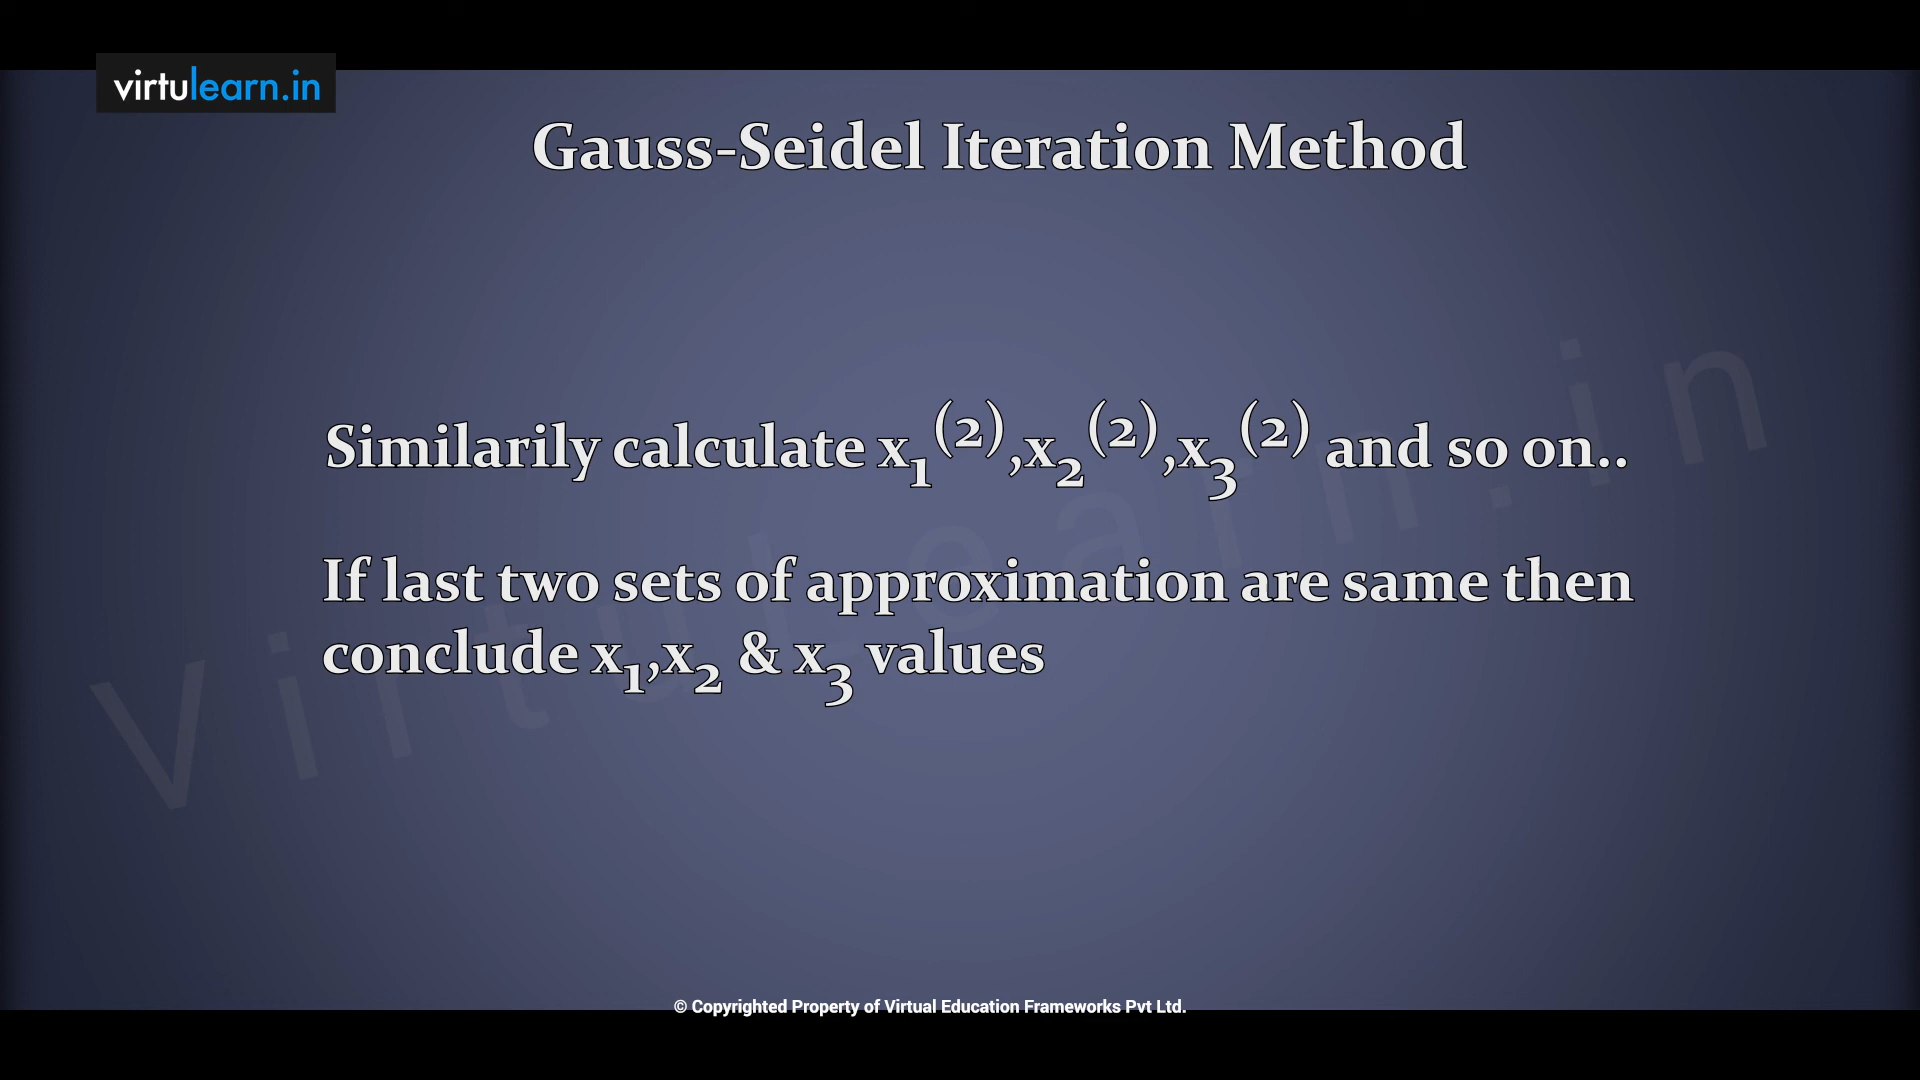 virtulearn.in
Gauss-Seidel Iteration Method
Similarily calculate x₁⁽²⁾,x₂⁽²⁾,x₃⁽²⁾ and so on..
If last two sets of approximation are same then
conclude x₁,x₂ & x₃ values
VirtuLearn.in
© Copyrighted Property of Virtual Education Frameworks Pvt Ltd.